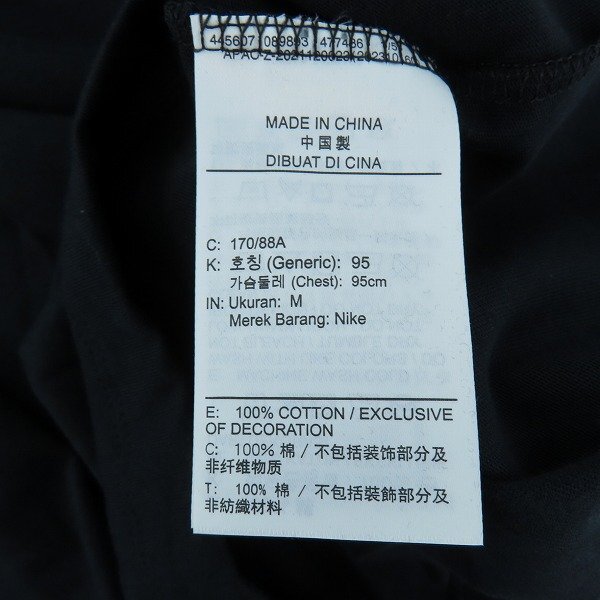 445607 089893 477486
MADE IN CHINA
中国製
DIBUAT DI CINA
C: 170/88A
K: 호칭 (Generic): 95
가슴둘레 (Chest): 95cm
IN: Ukuran: M
Merek Barang: Nike
E: 100% COTTON / EXCLUSIVE
OF DECORATION
C: 100% 棉 / 不包括装饰部分及
非纤维物质
T: 100% 棉 / 不包括裝飾部分及
非紡織材料